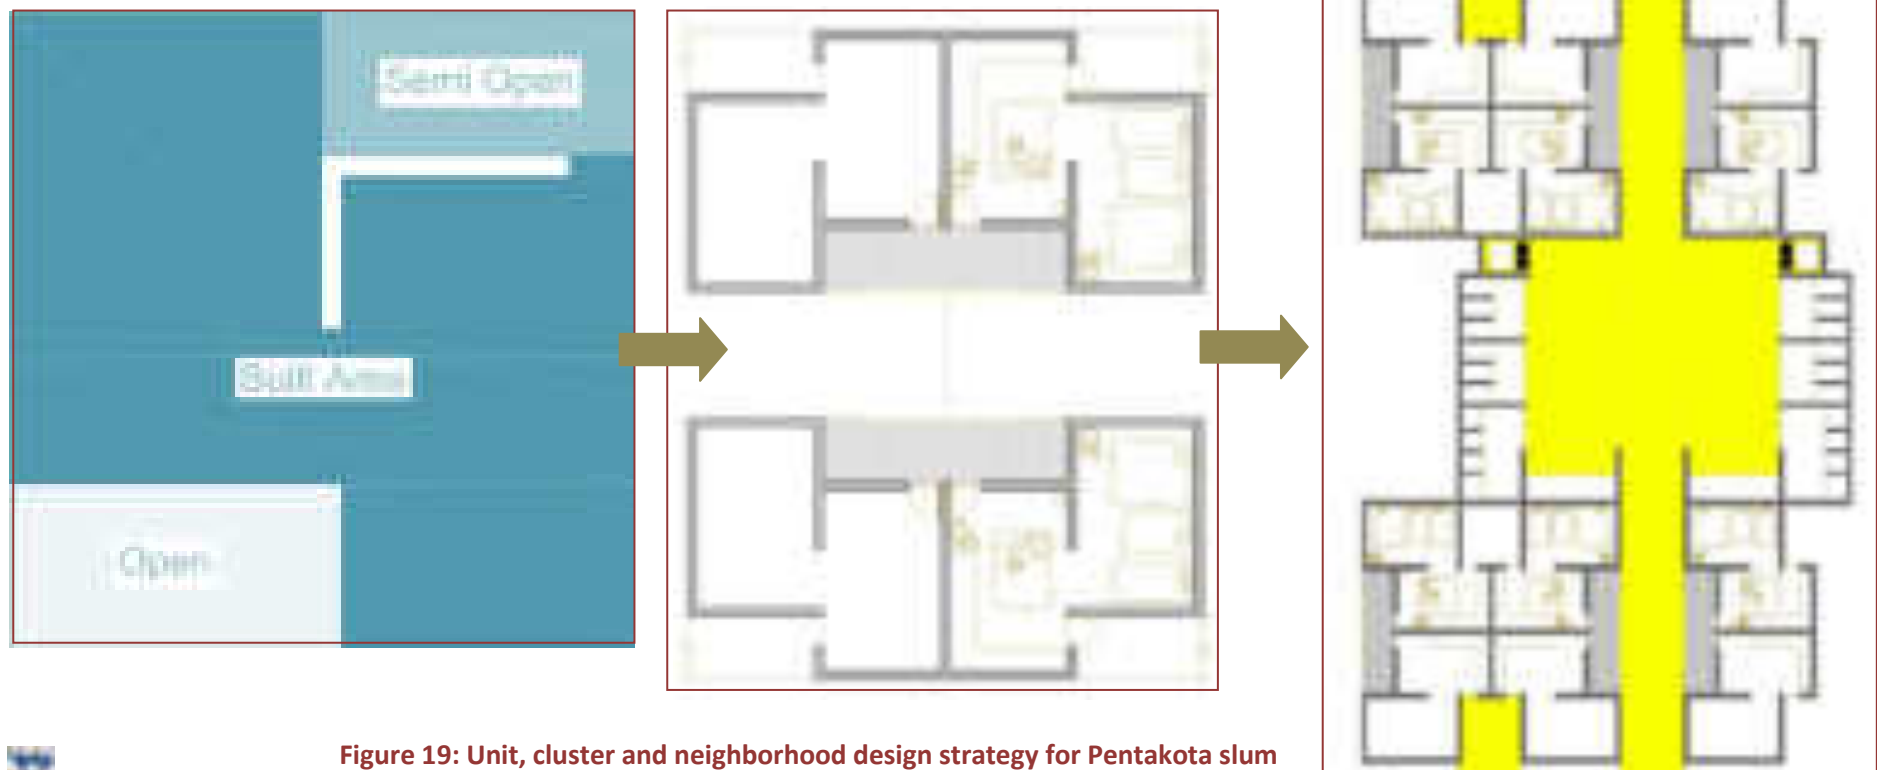 Semi Open
Built Area
Open
Figure 19: Unit, cluster and neighborhood design strategy for Pentakota slum